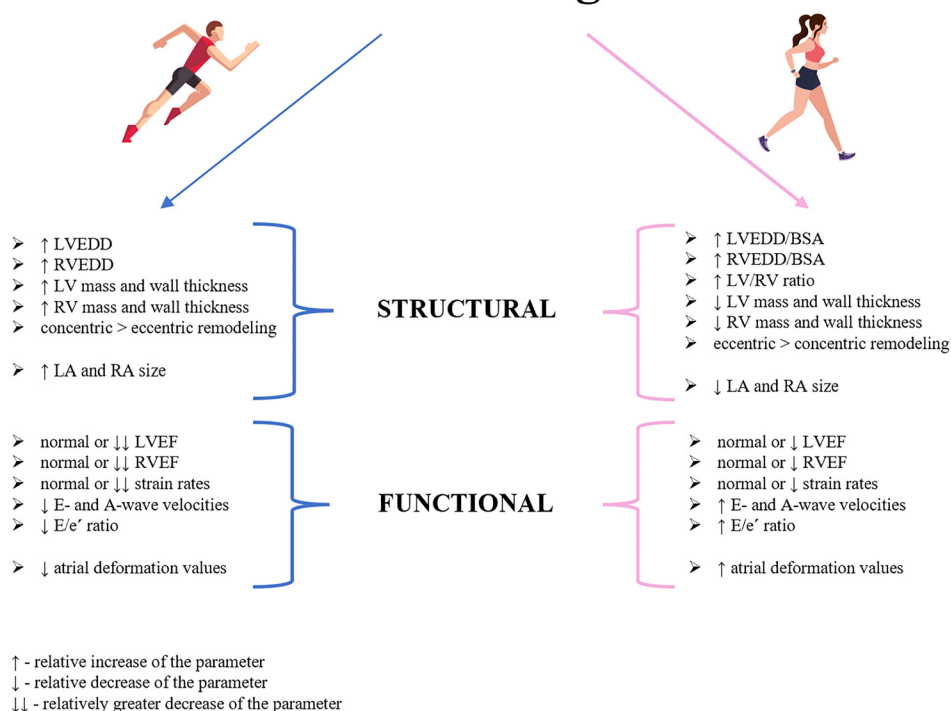 ➢ ↑ LVEDD
➢ ↑ RVEDD
➢ ↑ LV mass and wall thickness
➢ ↑ RV mass and wall thickness
➢ concentric > eccentric remodeling
➢ ↑ LA and RA size
STRUCTURAL
➢ ↑ LVEDD/BSA
➢ ↑ RVEDD/BSA
➢ ↑ LV/RV ratio
➢ ↓ LV mass and wall thickness
➢ ↓ RV mass and wall thickness
➢ eccentric > concentric remodeling
➢ ↓ LA and RA size
➢ normal or ↓↓ LVEF
➢ normal or ↓↓ RVEF
➢ normal or ↓↓ strain rates
➢ ↓ E- and A-wave velocities
➢ ↓ E/e´ ratio
➢ ↓ atrial deformation values
FUNCTIONAL
➢ normal or ↓ LVEF
➢ normal or ↓ RVEF
➢ normal or ↓ strain rates
➢ ↑ E- and A-wave velocities
➢ ↑ E/e´ ratio
➢ ↑ atrial deformation values
↑ - relative increase of the parameter
↓ - relative decrease of the parameter
↓↓ - relatively greater decrease of the parameter